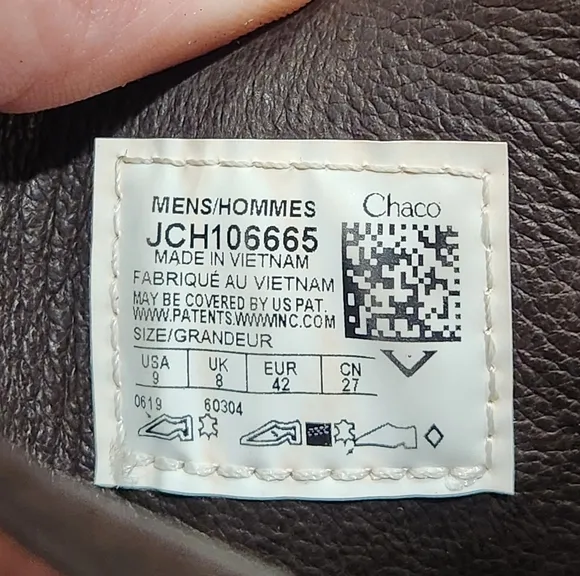 MENS/HOMMES
Chaco
JCH106665
MADE IN VIETNAM
FABRIQUÉ AU VIETNAM
MAY BE COVERED BY US PAT.
WWW.PATENTS.WWWINC.COM
SIZE/GRANDEUR
USA UK EUR CN
9 8 42 27
0619 60304